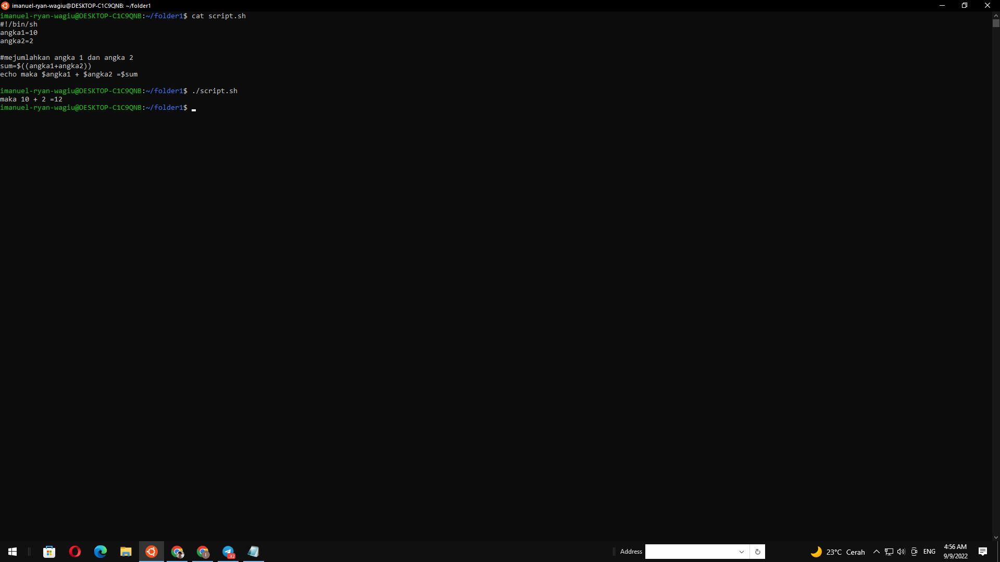 imanuel-ryan-wagiu@DESKTOP-C1C9QNB: ~/folder1
imanuel-ryan-wagiu@DESKTOP-C1C9QNB:~/folder1$ cat script.sh
#!/bin/sh
angka1=10
angka2=2
#mejumlahkan angka 1 dan angka 2
sum=$((angka1+angka2))
echo maka $angka1 + $angka2 =$sum
imanuel-ryan-wagiu@DESKTOP-C1C9QNB:~/folder1$ ./script.sh
maka 10 + 2 =12
imanuel-ryan-wagiu@DESKTOP-C1C9QNB:~/folder1$
.32
Address
23°C Cerah
ENG
4:56 AM
9/9/2022